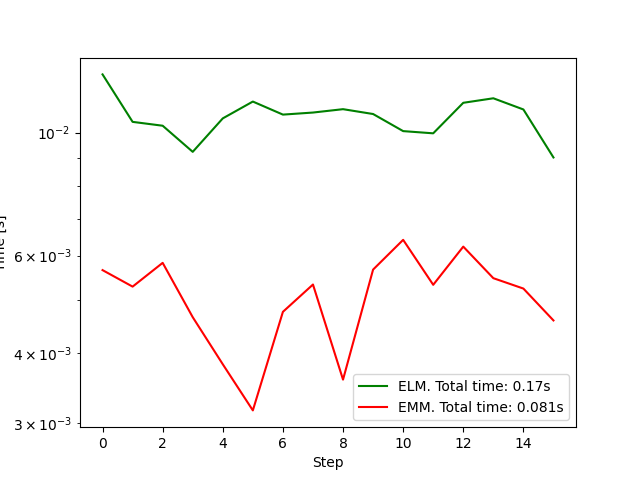 10⁻²
6 × 10⁻³
4 × 10⁻³
3 × 10⁻³
0 2 4 6 8 10 12 14
Step
ELM. Total time: 0.17s
EMM. Total time: 0.081s